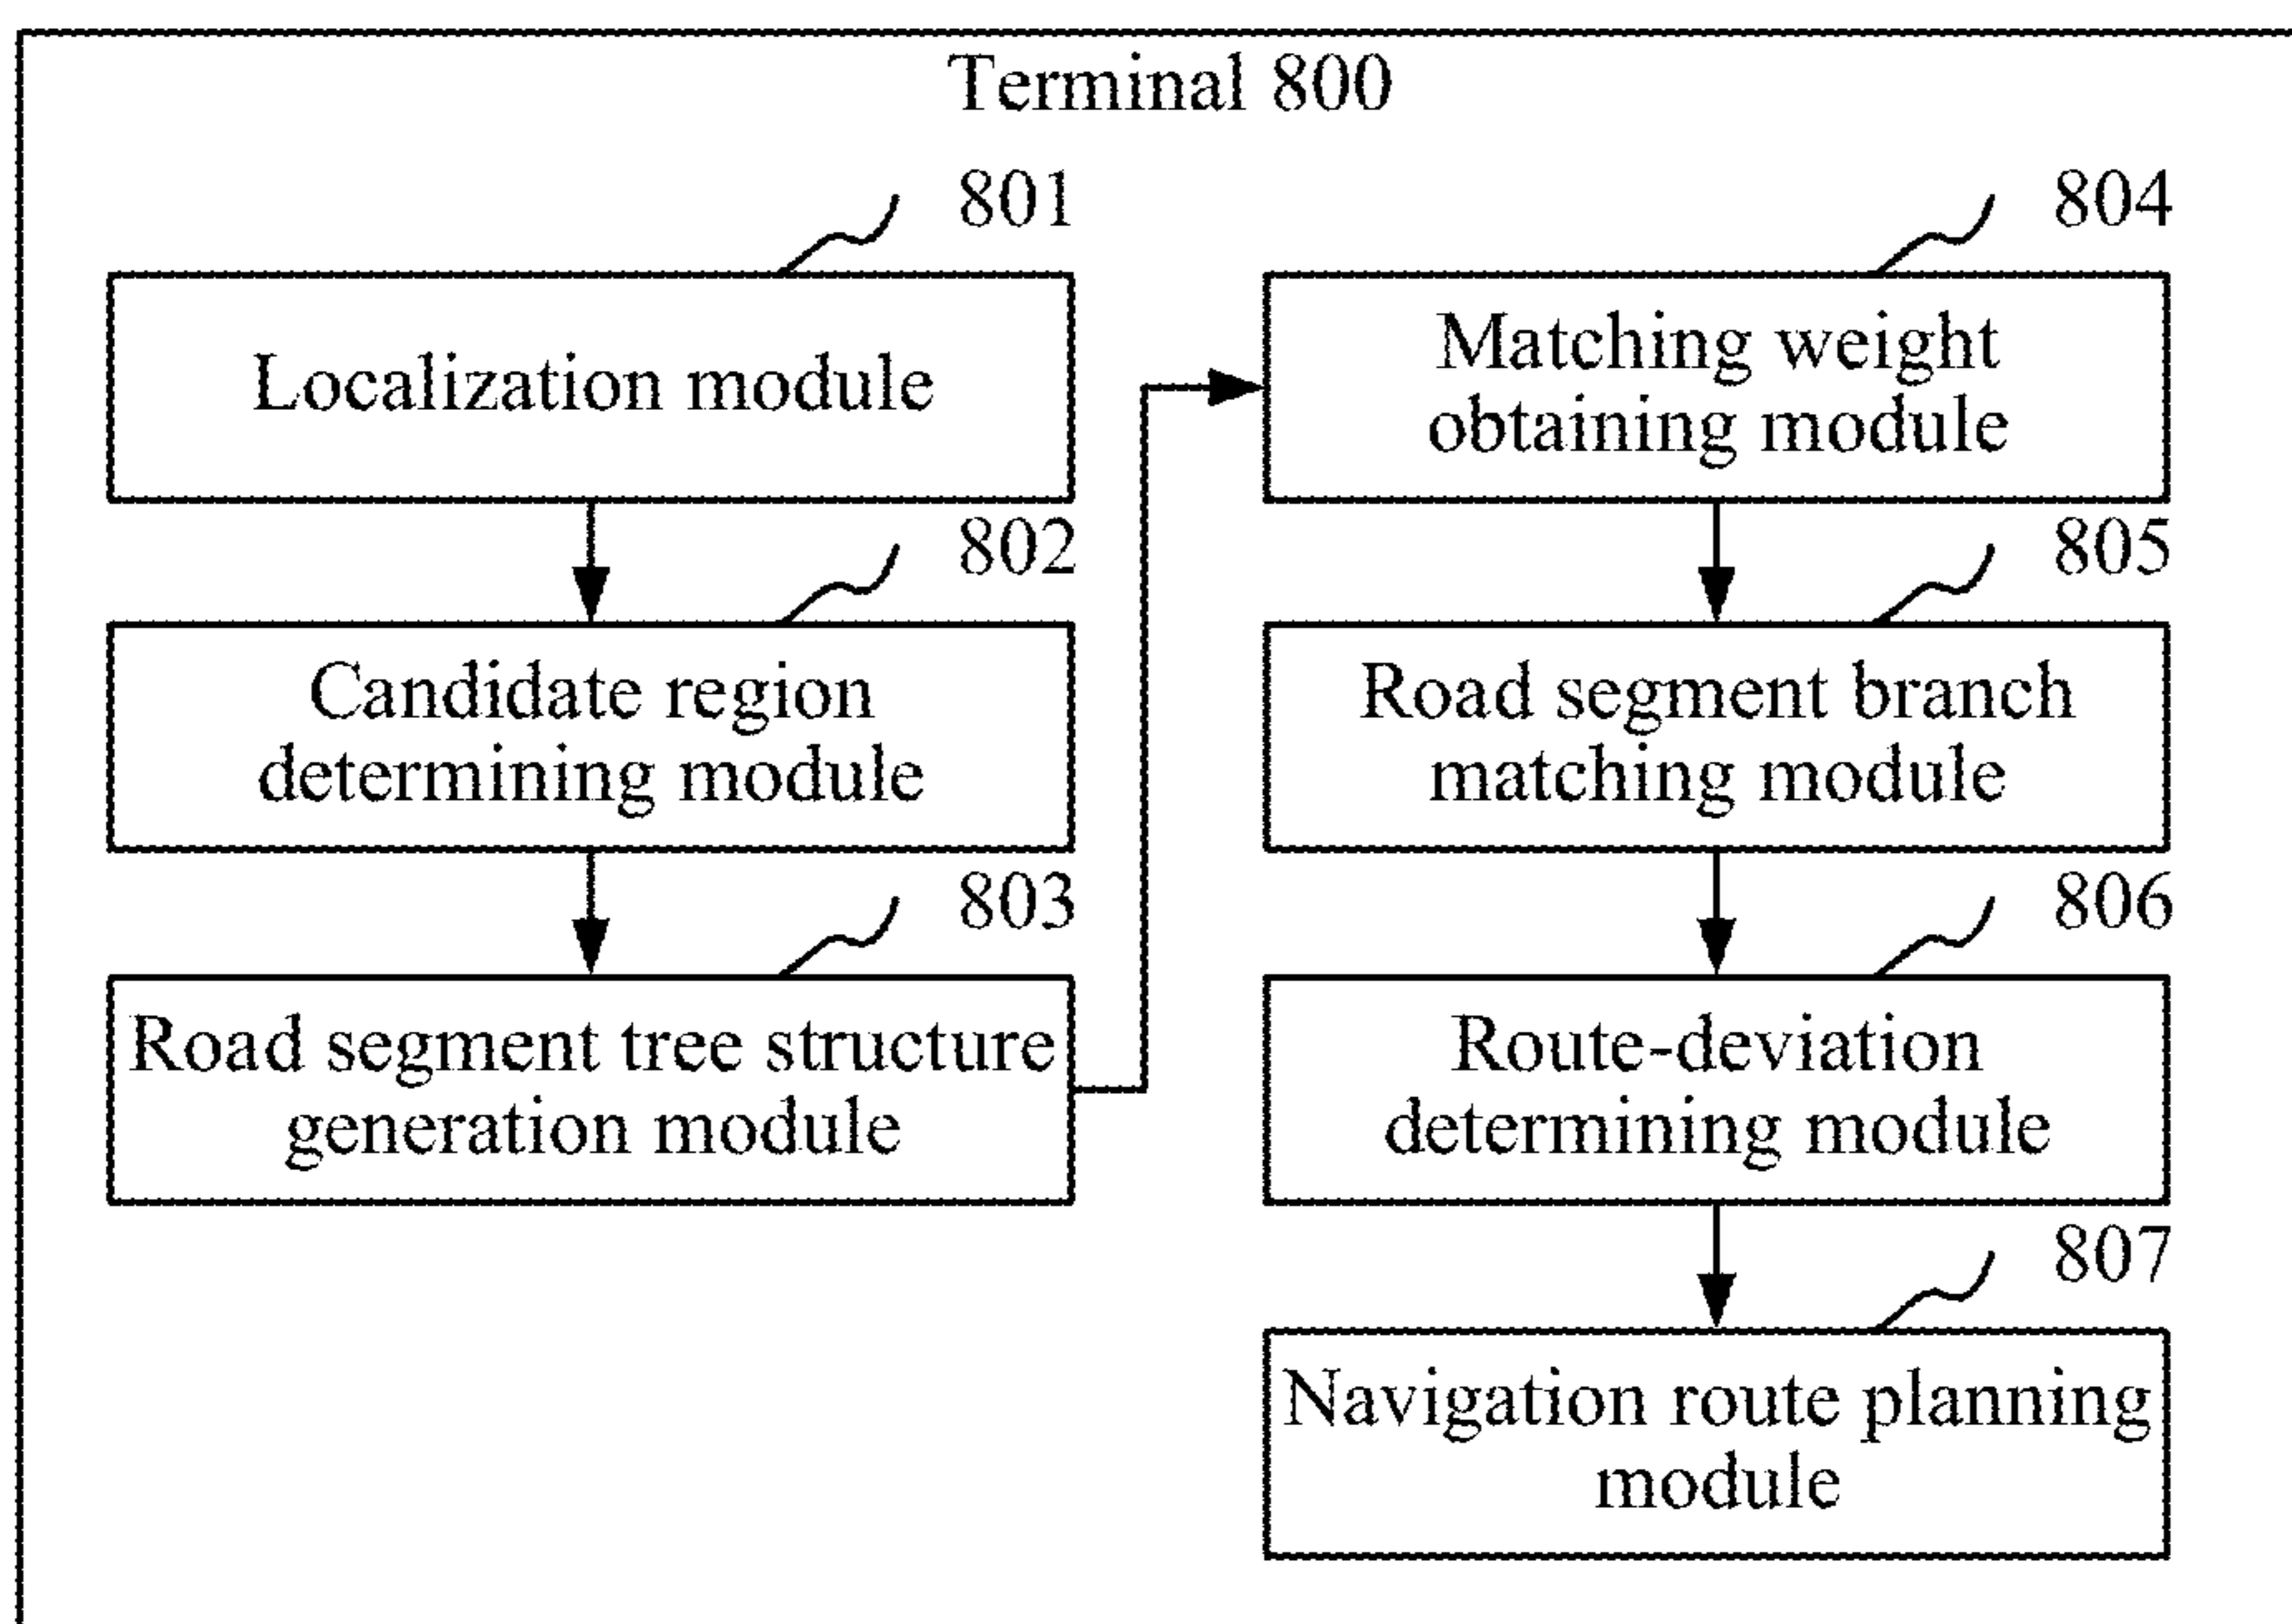 Terminal 800
801
Localization module
802
Candidate region
determining module
803
Road segment tree structure
generation module
804
Matching weight
obtaining module
805
Road segment branch
matching module
806
Route-deviation
determining module
807
Navigation route planning
module